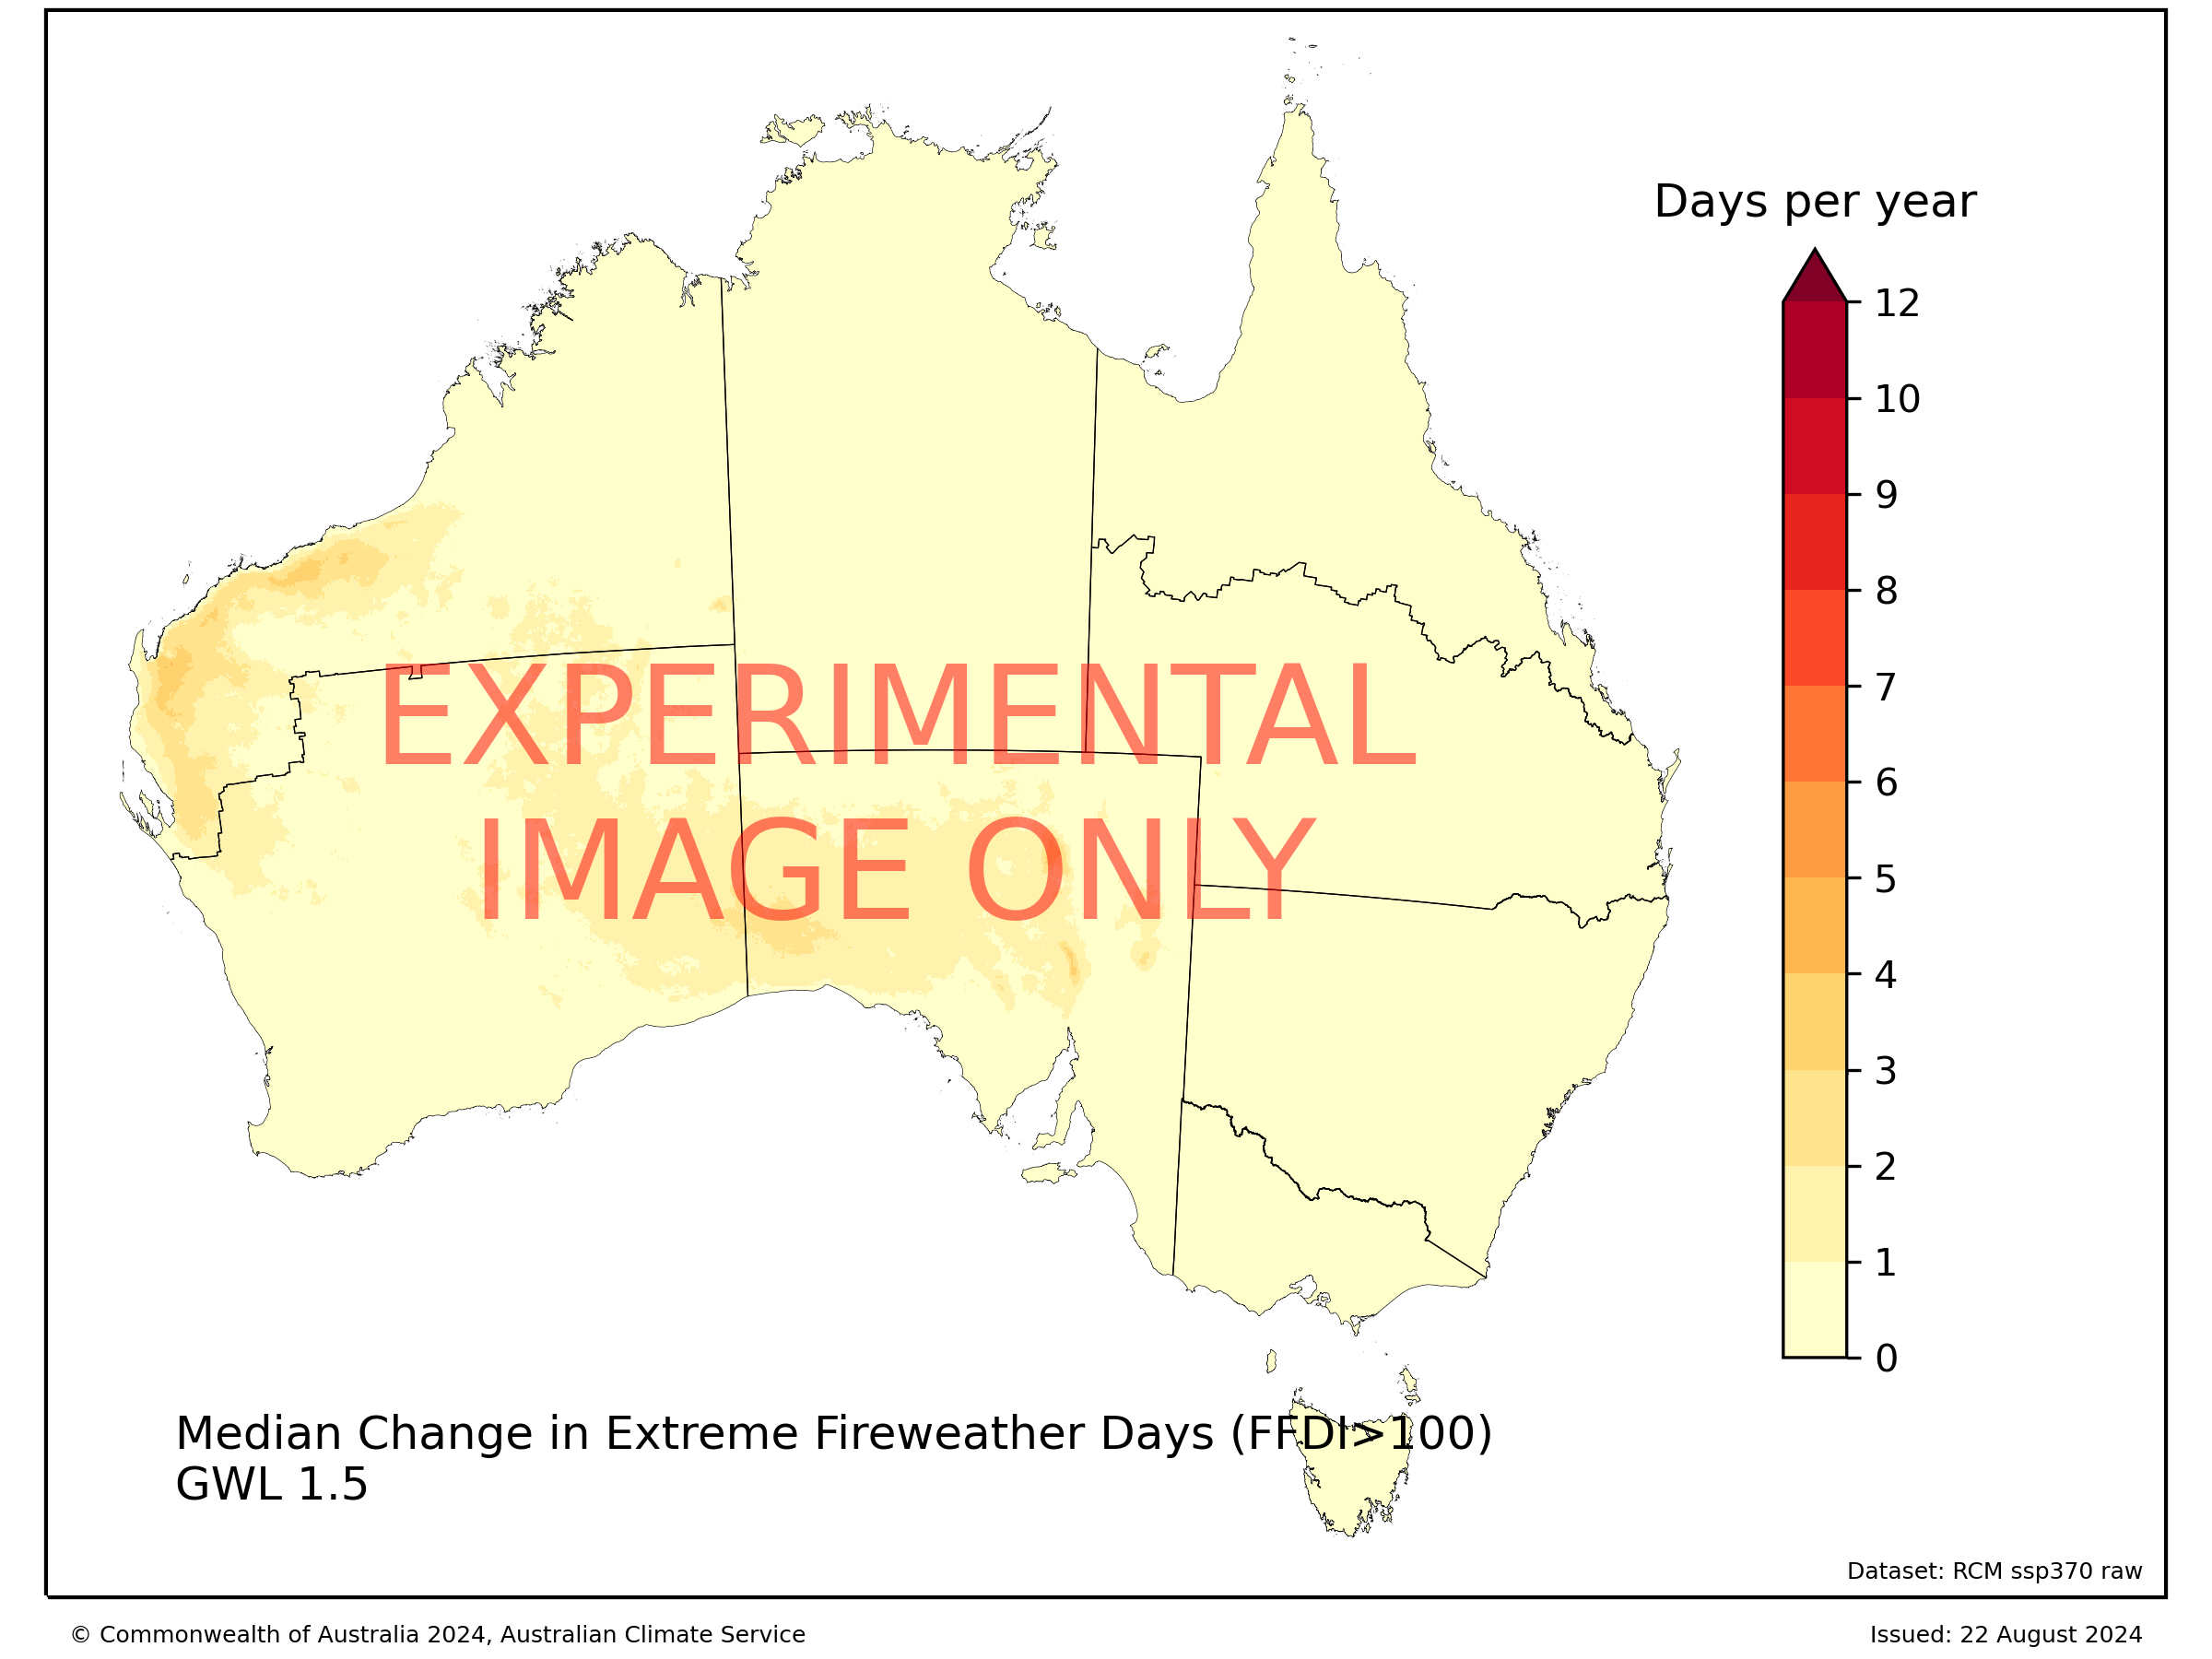 Days per year
12
10
9
8
7
6
5
4
3
2
1
0
EXPERIMENTAL
IMAGE ONLY
Median Change in Extreme Fireweather Days (FFDI>100)
GWL 1.5
Dataset: RCM ssp370 raw
© Commonwealth of Australia 2024, Australian Climate Service
Issued: 22 August 2024